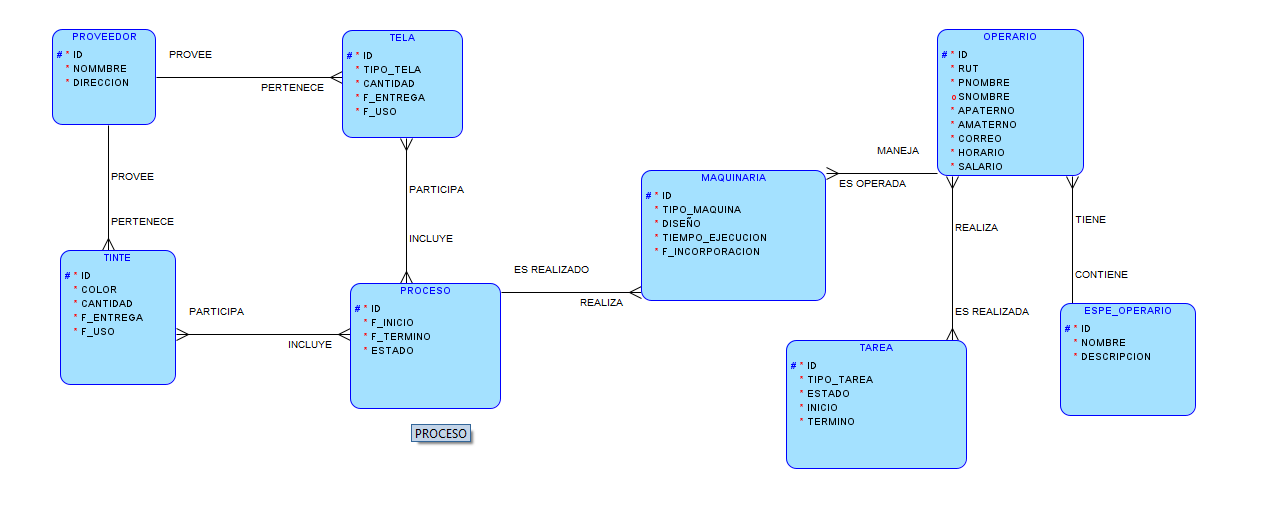 PROVEEDOR
# * ID
* NOMMBRE
* DIRECCION
PROVEE
PERTENECE
TELA
# * ID
* TIPO_TELA
* CANTIDAD
* F_ENTREGA
* F_USO
PROVEE
PERTENECE
PARTICIPA
INCLUYE
TINTE
# * ID
* COLOR
* CANTIDAD
* F_ENTREGA
* F_USO
PARTICIPA
INCLUYE
PROCESO
# * ID
* F_INICIO
* F_TERMINO
* ESTADO
PROCESO
ES REALIZADO
REALIZA
MAQUINARIA
# * ID
* TIPO_MAQUINA
* DISEÑO
* TIEMPO_EJECUCION
* F_INCORPORACION
MANEJA
ES OPERADA
OPERARIO
# * ID
* RUT
* PNOMBRE
o SNOMBRE
* APATERNO
* AMATERNO
* CORREO
* HORARIO
* SALARIO
REALIZA
ES REALIZADA
TIENE
CONTIENE
TAREA
# * ID
* TIPO_TAREA
* ESTADO
* INICIO
* TERMINO
ESPE_OPERARIO
# * ID
* NOMBRE
* DESCRIPCION